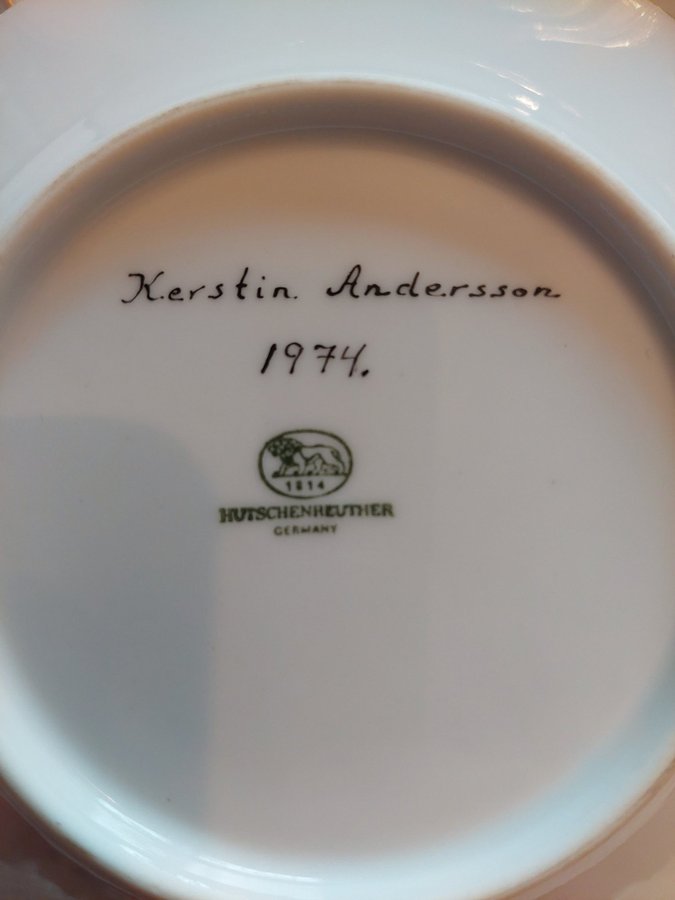 Kerstin Andersson
1974.
1814
HUTSCHENREUTHER
GERMANY